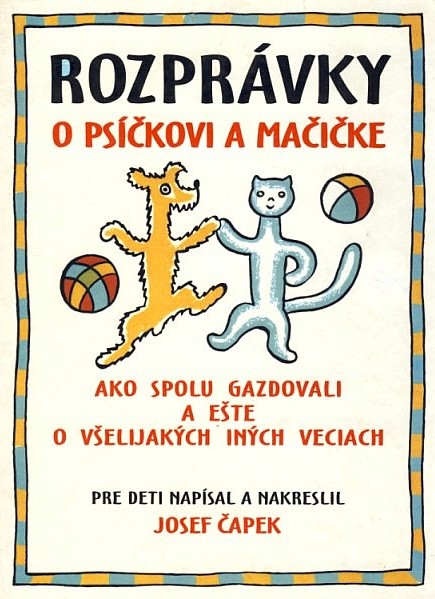 ROZPRÁVKY
O PSÍČKOVI A MAČIČKE
AKO SPOLU GAZDOVALI
A EŠTE
O VŠELIJAKÝCH INÝCH VECIACH
PRE DETI NAPÍSAL A NAKRESLIL
JOSEF ČAPEK